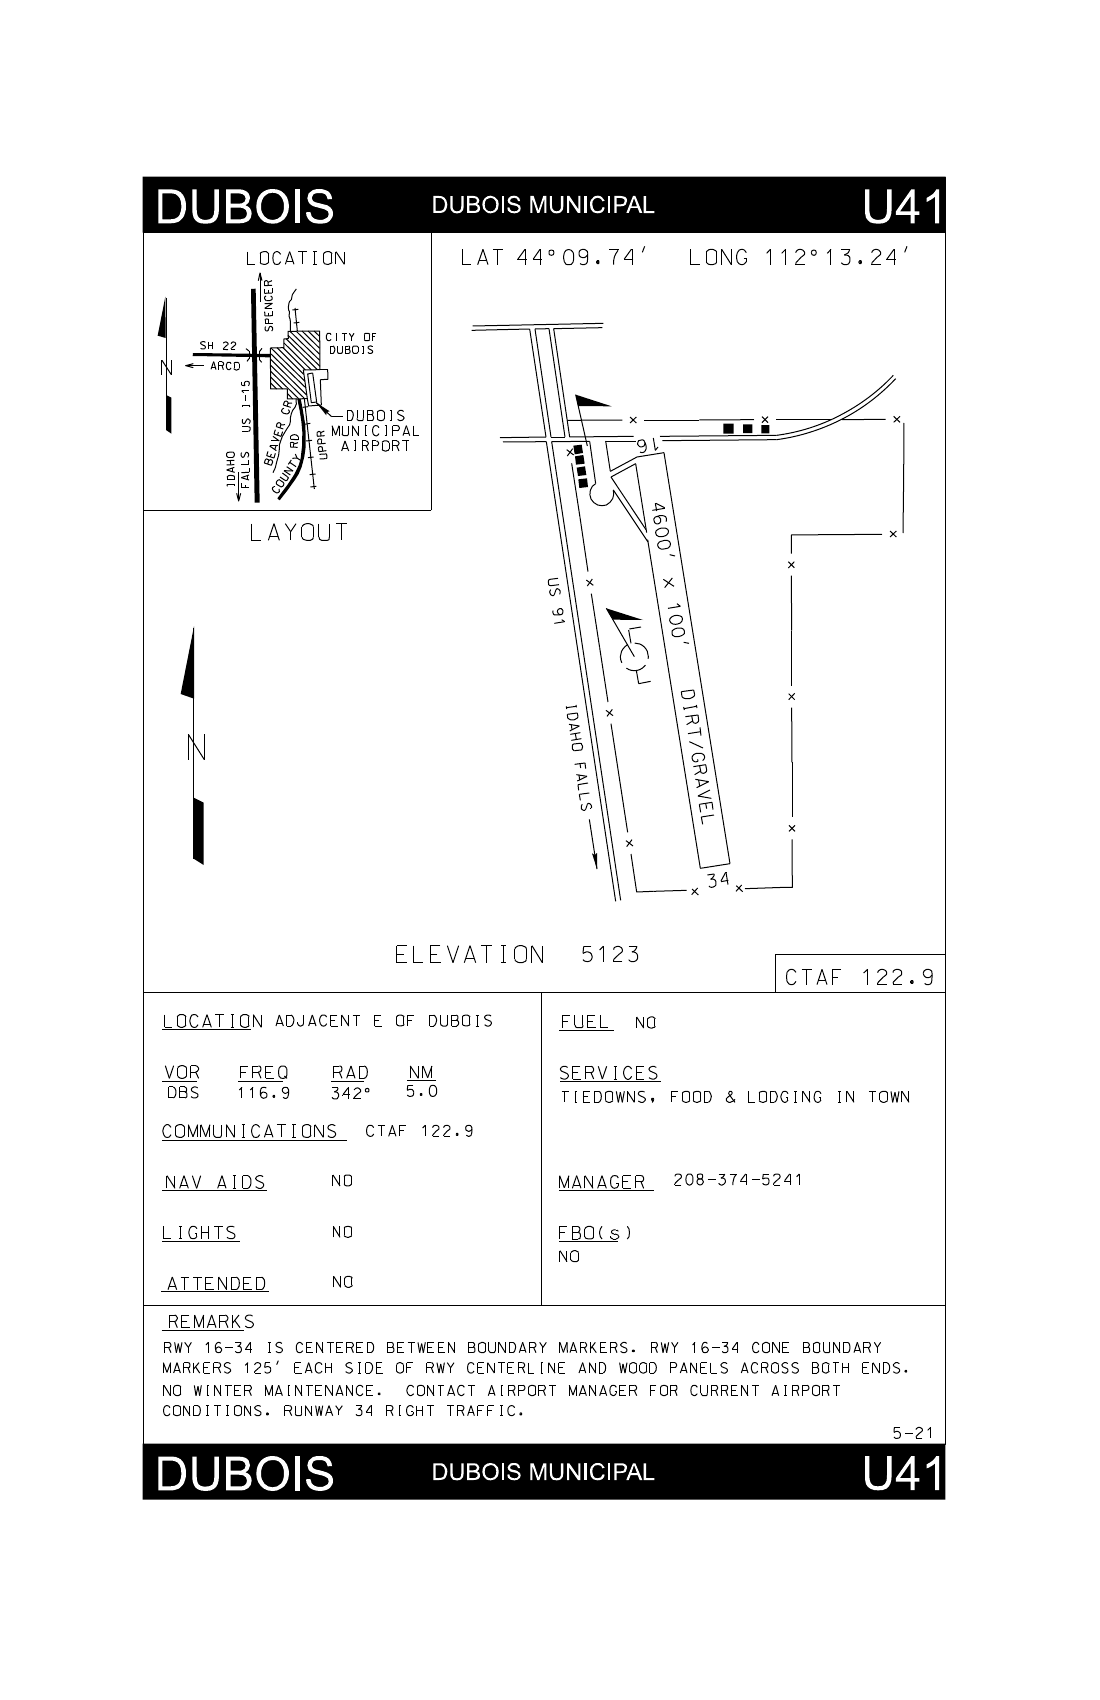 DUBOIS DUBOIS MUNICIPAL U41
LOCATION
SPENCER
SH 22
ARCO
N
CITY OF
DUBOIS
US I-15
IDAHO
FALLS
BEAVER CR
COUNTY RD
UPPR
DUBOIS
MUNICIPAL
AIRPORT
LAT 44°09.74′ LONG 112°13.24′
LAYOUT
N
16
4600′ × 100′
DIRT/GRAVEL
34
US 91
IDAHO FALLS
L
L
ELEVATION 5123
CTAF 122.9
LOCATION ADJACENT E OF DUBOIS
VOR FREQ RAD NM
DBS 116.9 342° 5.0
COMMUNICATIONS CTAF 122.9
NAV AIDS NO
LIGHTS NO
ATTENDED NO
FUEL NO
SERVICES
TIEDOWNS, FOOD & LODGING IN TOWN
MANAGER 208-374-5241
FBO(s)
NO
REMARKS
RWY 16-34 IS CENTERED BETWEEN BOUNDARY MARKERS. RWY 16-34 CONE BOUNDARY
MARKERS 125′ EACH SIDE OF RWY CENTERLINE AND WOOD PANELS ACROSS BOTH ENDS.
NO WINTER MAINTENANCE. CONTACT AIRPORT MANAGER FOR CURRENT AIRPORT
CONDITIONS. RUNWAY 34 RIGHT TRAFFIC.
5-21
DUBOIS DUBOIS MUNICIPAL U41